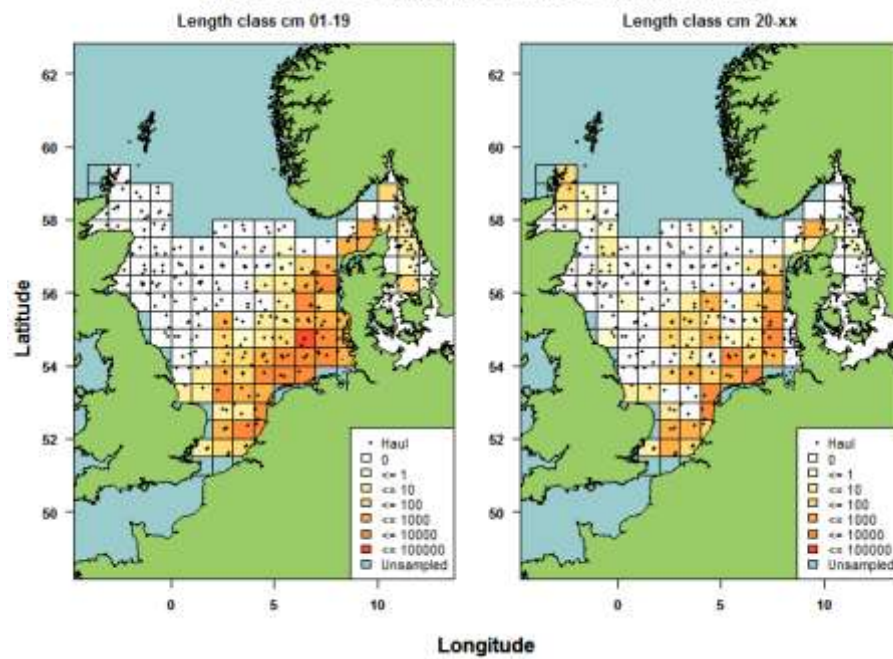 Length class cm 01-19
Length class cm 20-xx
62
60
58
56
54
52
50
62
60
58
56
54
52
50
Latitude
Haul
0
<= 1
<= 10
<= 100
<= 1000
<= 10000
<= 100000
Unsampled
Haul
0
<= 1
<= 10
<= 100
<= 1000
<= 10000
<= 100000
Unsampled
0 5 10
0 5 10
Longitude